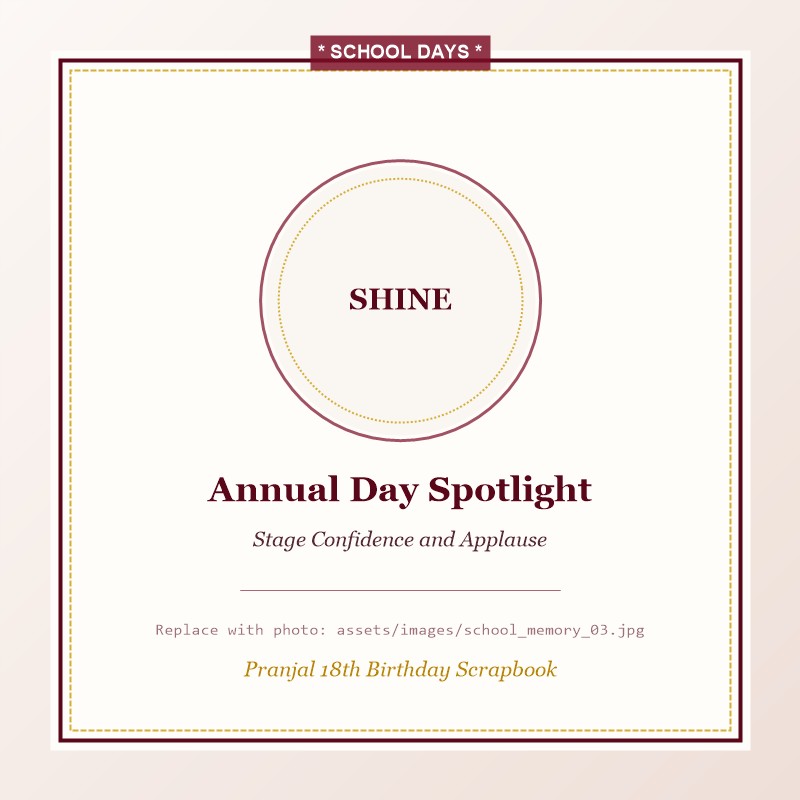 * SCHOOL DAYS *
SHINE
Annual Day Spotlight
Stage Confidence and Applause
Replace with photo: assets/images/school_memory_03.jpg
Pranjal 18th Birthday Scrapbook